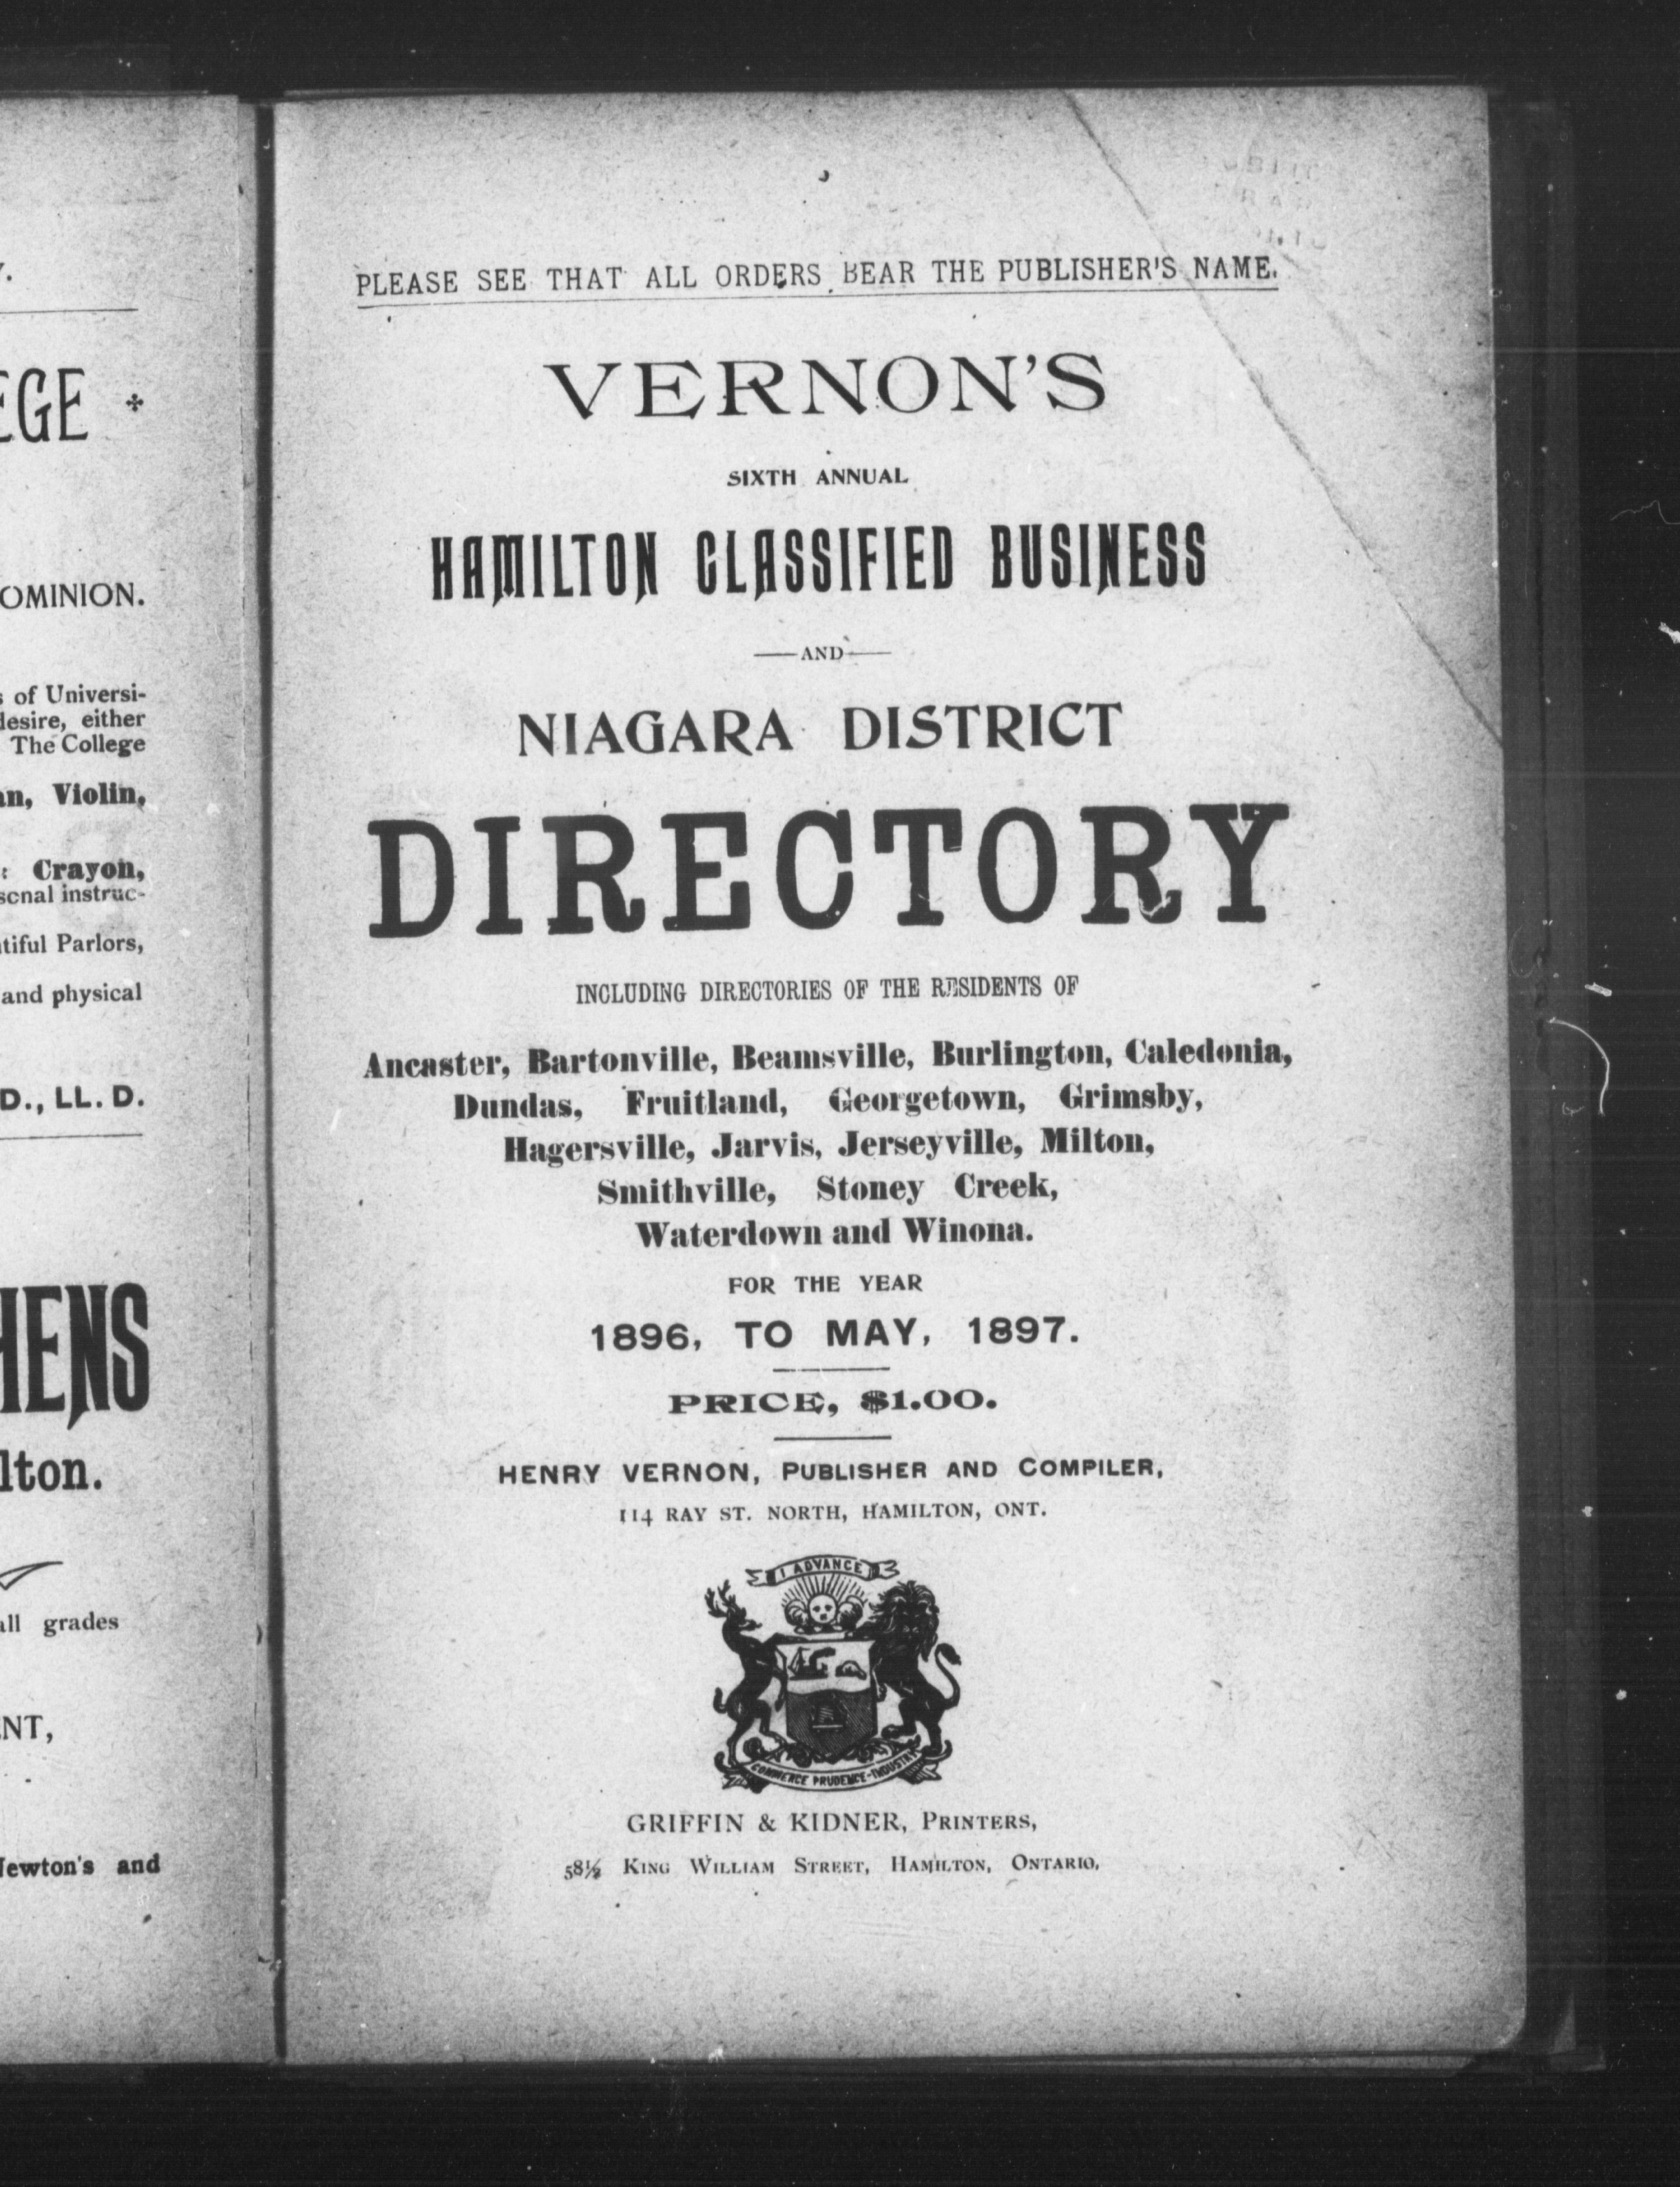 Y.
EGE
OMINION.
s of Universi-
desire, either
The College
an, Violin,
: Crayon,
scnal instruc-
tiful Parlors,
and physical
D., LL. D.
HENS
lton.
all grades
ENT,
Newton's and
PLEASE SEE THAT ALL ORDERS BEAR THE PUBLISHER'S NAME.
VERNON'S
SIXTH ANNUAL
HAMILTON CLASSIFIED BUSINESS
—AND—
NIAGARA DISTRICT
DIRECTORY
INCLUDING DIRECTORIES OF THE RESIDENTS OF
Ancaster, Bartonville, Beamsville, Burlington, Caledonia,
Dundas, Fruitland, Georgetown, Grimsby,
Hagersville, Jarvis, Jerseyville, Milton,
Smithville, Stoney Creek,
Waterdown and Winona.
FOR THE YEAR
1896, TO MAY, 1897.
PRICE, $1.00.
HENRY VERNON, PUBLISHER AND COMPILER,
114 RAY ST. NORTH, HAMILTON, ONT.
I ADVANCE
COMMERCE PRUDENCE-INDUSTRY
GRIFFIN & KIDNER, PRINTERS,
58½ KING WILLIAM STREET, HAMILTON, ONTARIO.